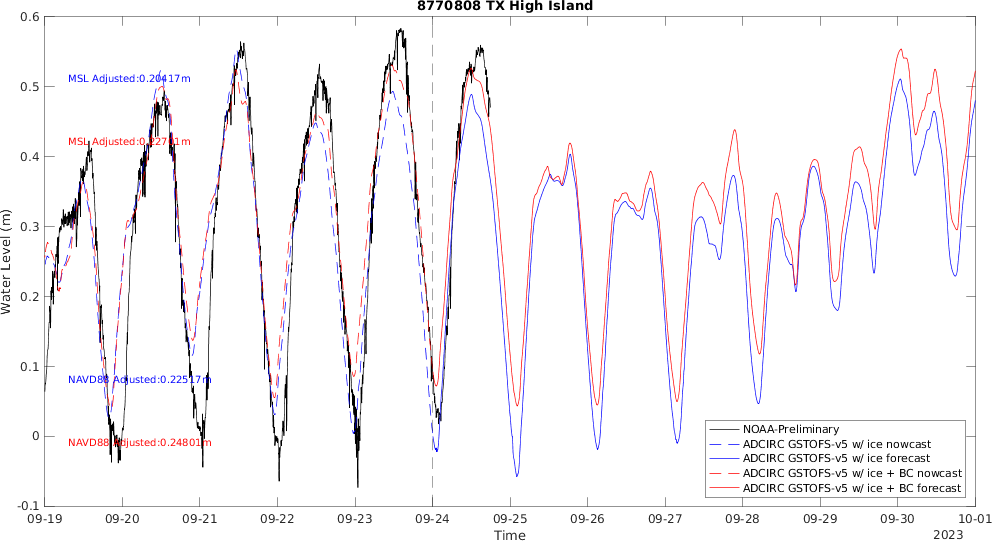 8770808 TX High Island
0.6
0.5
0.4
0.3
0.2
0.1
0
-0.1
Water Level (m)
MSL Adjusted:0.20417m
MSL Adjusted:
NAVD88 Adjusted:0.22517m
NAVD88 Adjusted:0.24801m
NOAA-Preliminary
ADCIRC GSTOFS-v5 w/ ice nowcast
ADCIRC GSTOFS-v5 w/ ice forecast
ADCIRC GSTOFS-v5 w/ ice + BC nowcast
ADCIRC GSTOFS-v5 w/ ice + BC forecast
09-19 09-20 09-21 09-22 09-23 09-24 09-25 09-26 09-27 09-28 09-29 09-30 10-01
Time
2023